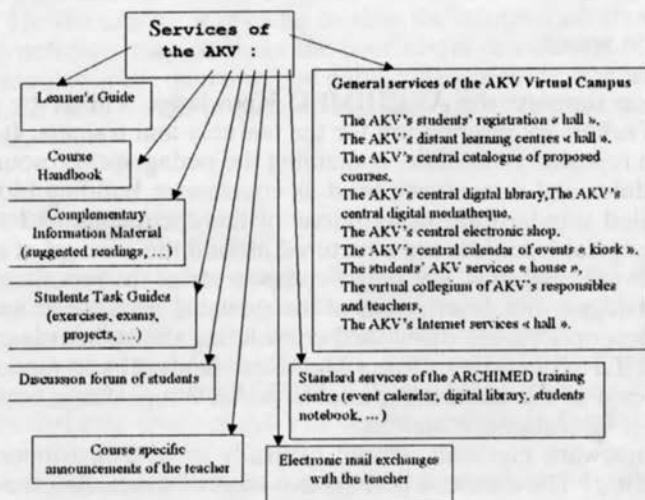 Services of
the AKV :
Lenner's Guide
Course
Handbook
Complementary
Information Material
(suggested readings, ...)
Students Task Guides
(exercises, exams,
projects, ...)
Discussion forum of students
Course specific
announcements of the teacher
General services of the AKV Virtual Campus
The AKV's students' registration « hall ».
The AKV's distant learning centres « hall ».
The AKV's central catalogue of proposed
courses.
The AKV's central digital library,The AKV's
central digital mediatheque.
The AKV's central electronic shop.
The AKV's central calendar of events « kiosk ».
The students' AKV services « house »,
The virtual collegium of AKV's responsibles
and teachers,
The AKV's Internet services « hall ».
Standard services of the ARCHIMED training
centre (event calendar, digital library, students
notebook, ... )
Electronic mail exchanges
with the teacher